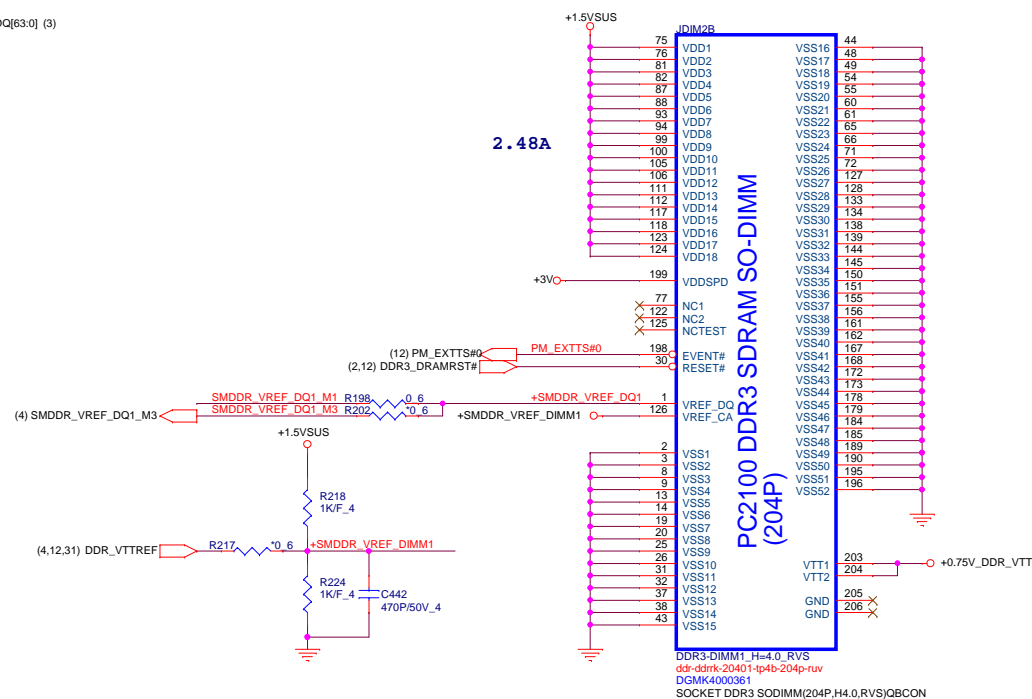 DQ[63:0] (3)
+1.5VSUS
JDIM2B
2.48A
75 VDD1 VSS16 44
76 VDD2 VSS17 48
81 VDD3 VSS18 49
82 VDD4 VSS19 54
87 VDD5 VSS20 55
88 VDD6 VSS21 60
93 VDD7 VSS22 61
94 VDD8 VSS23 65
99 VDD9 VSS24 66
100 VDD10 VSS25 71
105 VDD11 VSS26 72
106 VDD12 VSS27 127
111 VDD13 VSS28 128
112 VDD14 VSS29 133
117 VDD15 VSS30 134
118 VDD16 VSS31 138
123 VDD17 VSS32 139
124 VDD18 VSS33 144
VSS34 145
+3V 199 VDDSPD VSS35 150
VSS36 151
77 NC1 VSS37 155
122 NC2 VSS38 156
125 NCTEST VSS39 161
VSS40 162
(12) PM_EXTTS#0 PM_EXTTS#0 198 EVENT# VSS41 167
(2,12) DDR3_DRAMRST# 30 RESET# VSS42 168
VSS43 172
VSS44 173
SMDDR_VREF_DQ1_M1 R198 0_6 +SMDDR_VREF_DQ1 1 VREF_DQ VSS45 178
(4) SMDDR_VREF_DQ1_M3 SMDDR_VREF_DQ1_M3 R202 *0_6 +SMDDR_VREF_DIMM1 126 VREF_CA VSS46 179
VSS47 184
VSS48 185
2 VSS1 VSS49 189
3 VSS2 VSS50 190
8 VSS3 VSS51 195
9 VSS4 VSS52 196
13 VSS5
14 VSS6
19 VSS7
20 VSS8
25 VSS9
26 VSS10 VTT1 203
31 VSS11 VTT2 204
+0.75V_DDR_VTT
32 VSS12
37 VSS13 GND 205
38 VSS14 GND 206
43 VSS15
PC2100 DDR3 SDRAM SO-DIMM
(204P)
+1.5VSUS
R218
1K/F_4
(4,12,31) DDR_VTTREF R217 *0_6 +SMDDR_VREF_DIMM1
R224
1K/F_4
C442
470P/50V_4
DDR3-DIMM1_H=4.0_RVS
ddr-ddrrk-20401-tp4b-204p-ruv
DGMK4000361
SOCKET DDR3 SODIMM(204P,H4.0,RVS)QBCON